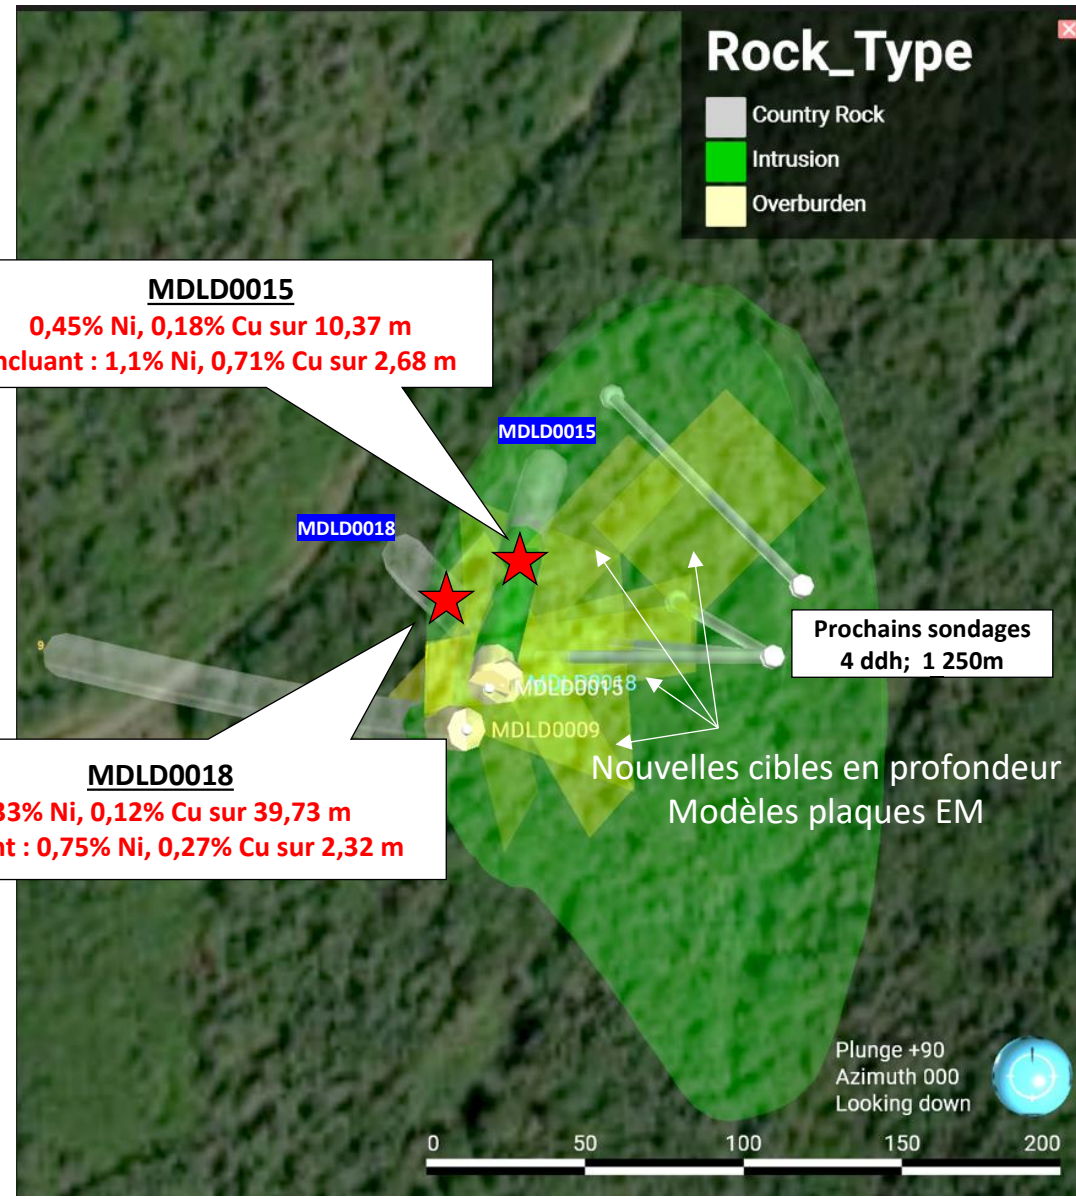 Rock_Type
Country Rock
Intrusion
Overburden
MDLD0015
0,45% Ni, 0,18% Cu sur 10,37 m
ncluant : 1,1% Ni, 0,71% Cu sur 2,68 m
MDLD0015
MDLD0018
9
Prochains sondages
4 ddh; 1 250m
MDLD0018
MDLD0015
MDLD0009
Nouvelles cibles en profondeur
Modèles plaques EM
MDLD0018
33% Ni, 0,12% Cu sur 39,73 m
nt : 0,75% Ni, 0,27% Cu sur 2,32 m
Plunge +90
Azimuth 000
Looking down
0 50 100 150 200